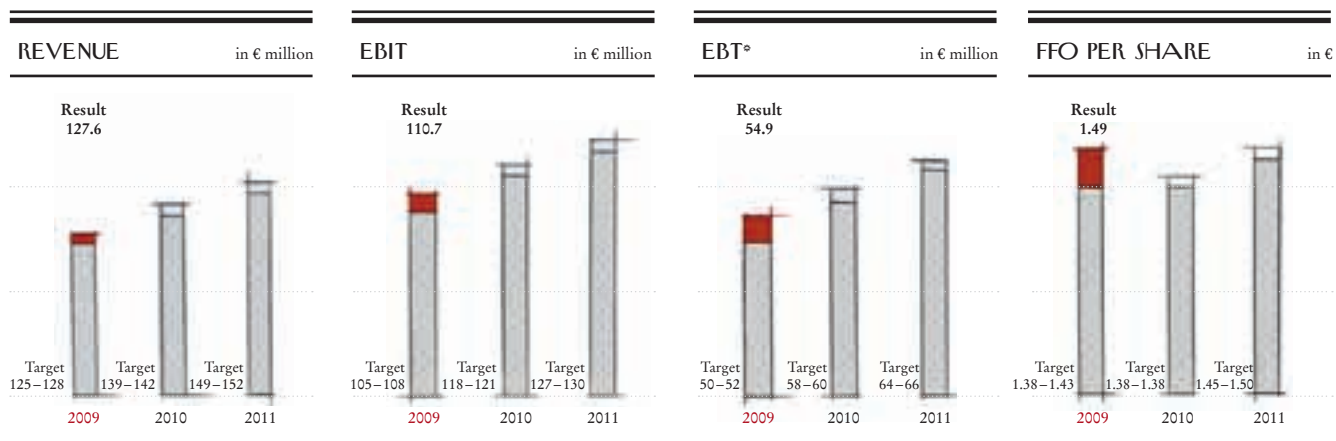 REVENUE in € million
Result
127.6
Target
125–128
Target
139–142
Target
149–152
2009 2010 2011
EBIT in € million
Result
110.7
Target
105–108
Target
118–121
Target
127–130
2009 2010 2011
EBT* in € million
Result
54.9
Target
50–52
Target
58–60
Target
64–66
2009 2010 2011
FFO PER SHARE in €
Result
1.49
Target
1.38–1.43
Target
1.38–1.38
Target
1.45–1.50
2009 2010 2011